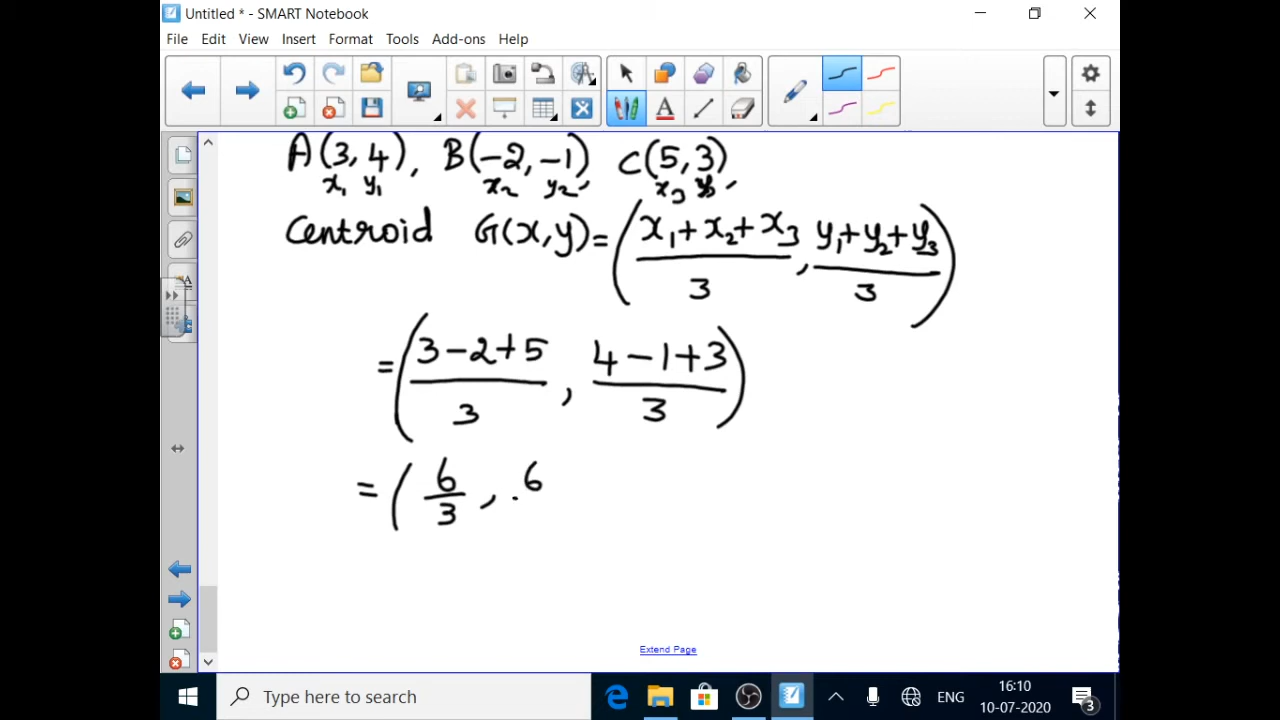 Untitled * - SMART Notebook
File Edit View Insert Format Tools Add-ons Help
A(3, 4), B(-2, -1), C(5, 3),
x₁ y₁ x₂ y₂ x₃ y₃
Centroid G(x, y) = (x₁+x₂+x₃ / 3, y₁+y₂+y₃ / 3)
= (3-2+5 / 3, 4-1+3 / 3)
= (6/3, 6
Extend Page
Type here to search
ENG
16:10
10-07-2020
3